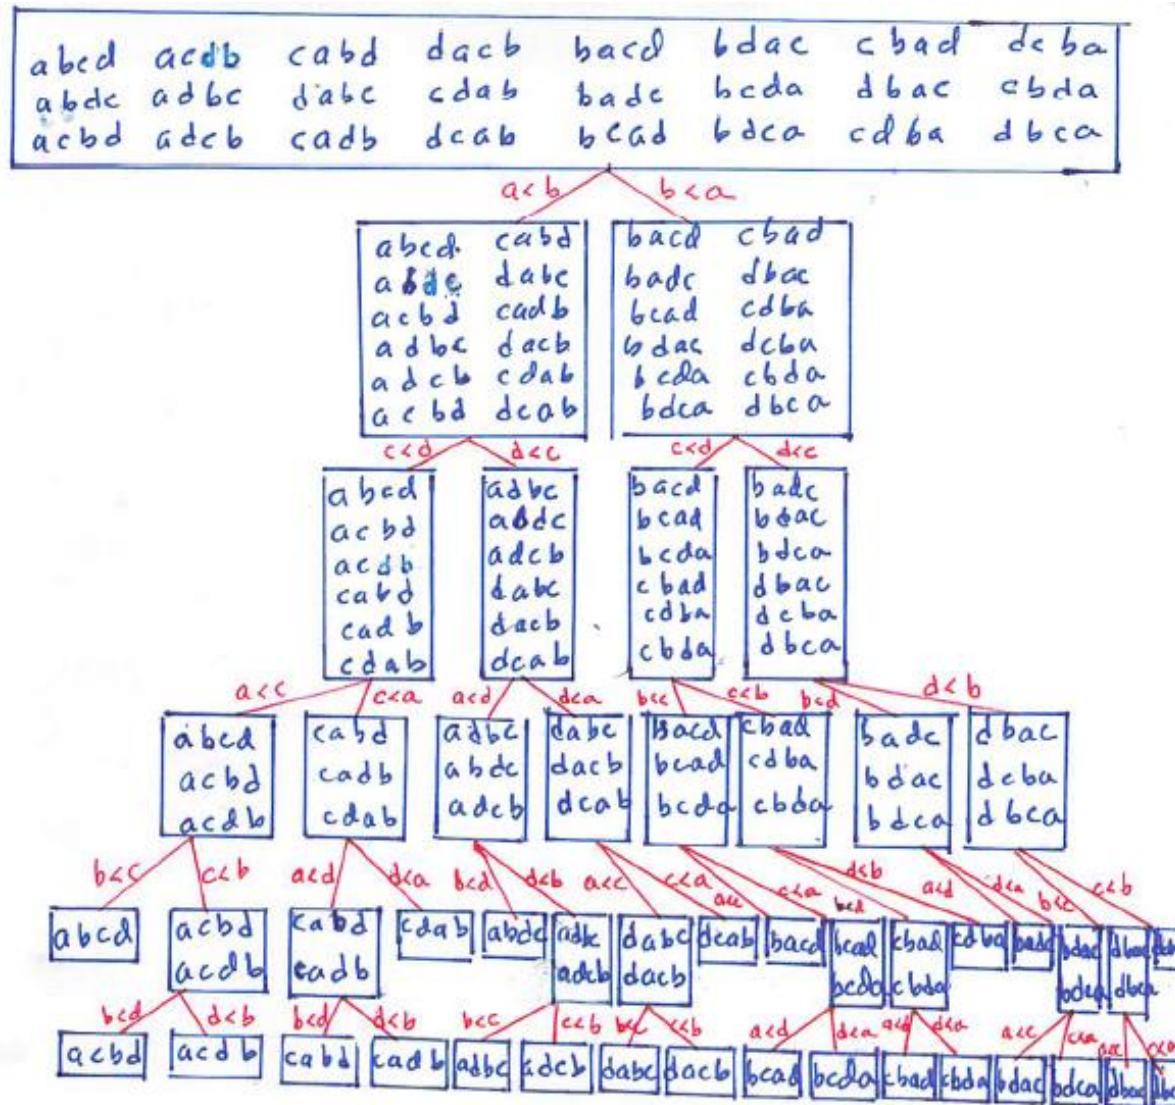 abcd acdb cabd dacb bacd bdac cbad dcba
abdc adbc dabc cdab badc bcda dbac cbda
acbd adcb cadb dcab bcad bdca cdba dbca
a<b b<a
abcd cabd bacd cbad
abdc dabc badc dbac
acbd cadb bcad cdba
adbc dacb bdac dcba
adcb cdab bcda cbda
acbd dcab bdca dbca
c<d d<c c<d d<c
abcd adbc bacd badc
acbd abdc bcad bdac
acdb adcb bcda bdca
cabd dabc cbad dbac
cadb dacb cdba dcba
cdab dcab cbda dbca
a<c c<a a<d d<a b<c c<b b<d d<b
abcd cabd adbc dabc bacd cbad badc dbac
acbd cadb abdc dacb bcad cdba bdac dcba
acdb cdab adcb dcab bcda cbda bdca dbca
b<c c<b a<d d<a b<d d<b a<c c<a a<c c<a b<d d<b a<d d<a b<c c<b
abcd acbd cabd cdab abdc adbc dabc dcab bacd bcad cbad cdba badc bdac dbac
acdb cadb adcb dacb bcda cbda bdca dbca
b<d d<b b<d d<b b<c c<b b<c c<b a<d d<a a<d d<a a<c c<a a<c c<a
acbd acdb cabd cadb adbc adcb dabc dacb bcad bcda cbad cbda bdac bdca dbac